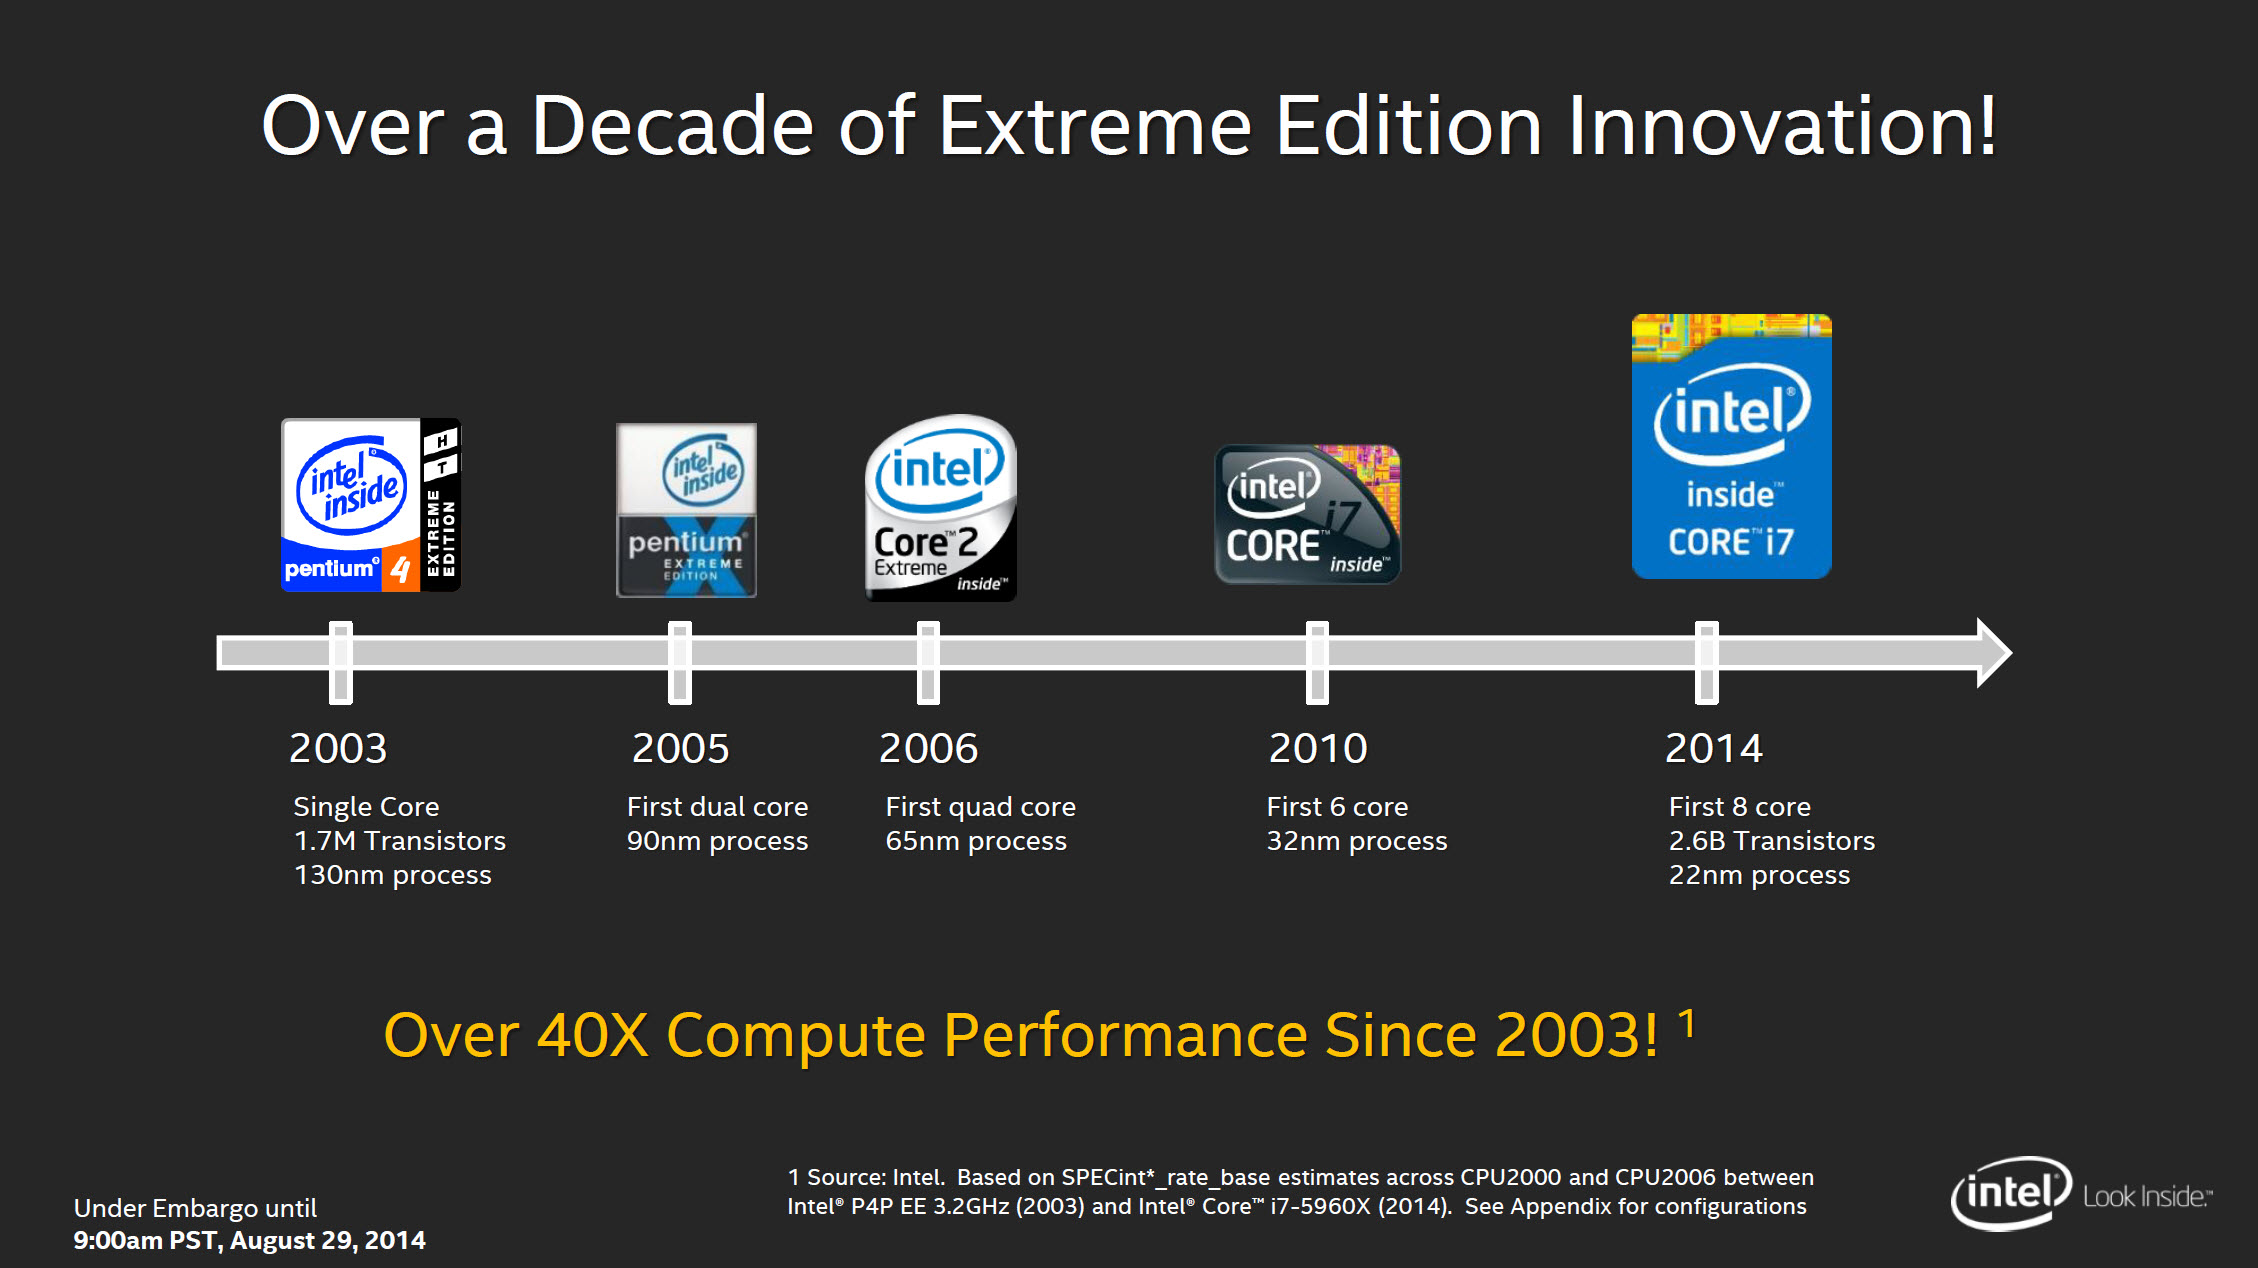 Over a Decade of Extreme Edition Innovation!
intel®
inside™
CORE™ i7
intel®
inside
pentium® 4
HT
EXTREME
EDITION
intel®
inside
pentium®
EXTREME
EDITION
intel®
Core™2
Extreme
inside™
intel®
i7
CORE™
inside™
2003
2005
2006
2010
2014
Single Core
1.7M Transistors
130nm process
First dual core
90nm process
First quad core
65nm process
First 6 core
32nm process
First 8 core
2.6B Transistors
22nm process
Over 40X Compute Performance Since 2003! 1
1 Source: Intel. Based on SPECint*_rate_base estimates across CPU2000 and CPU2006 between
Intel® P4P EE 3.2GHz (2003) and Intel® Core™ i7-5960X (2014). See Appendix for configurations
Under Embargo until
9:00am PST, August 29, 2014
intel® Look Inside.™